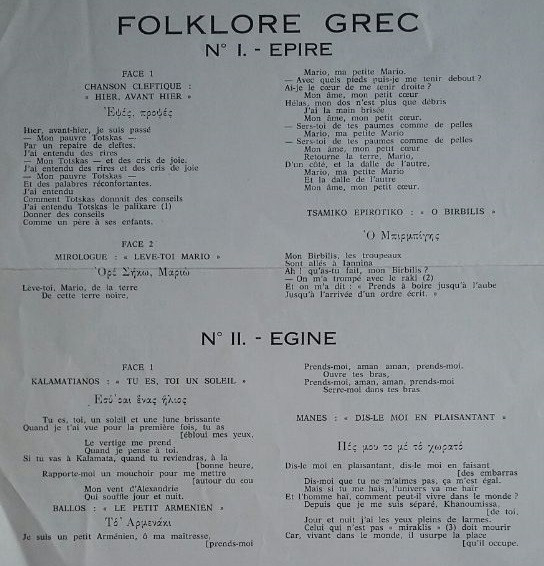 FOLKLORE GREC
N° I. - EPIRE
FACE 1
CHANSON CLEFTIQUE :
« HIER, AVANT HIER »
Ἐψές, προψές
Hier, avant-hier, je suis passé
— Mon pauvre Totskas —
Par un repaire de cleftes.
J'ai entendu des rires
— Mon Totskas — et des cris de joie.
J'ai entendu des rires et des cris de joie
— Mon pauvre Totskas —
Et des palabres réconfortantes.
J'ai entendu
Comment Totskas donnait des conseils
J'ai entendu Totskas le palikare (1)
Donner des conseils
Comme un père à ses enfants.
FACE 2
MIROLOGUE : « LEVE-TOI MARIO »
Ὀρὲ Σήκω, Μαριώ
Lève-toi, Mario, de la terre
De cette terre noire,
Mario, ma petite Mario.
— Avec quels pieds puis-je me tenir debout ?
Ai-je le cœur de me tenir droite ?
Mon âme, mon petit cœur
Hélas, mon dos n'est plus que débris
J'ai la main brisée
Mon âme, mon petit cœur.
— Sers-toi de tes paumes comme de pelles
Mario, ma petite Mario
— Sers-toi de tes paumes comme de pelles
Mon âme, mon petit cœur
Retourne la terre, Mario,
D'un côté, et la dalle de l'autre,
Mario, ma petite Mario
Et la dalle de l'autre
Mon âme, mon petit cœur.
TSAMIKO EPIROTIKO : « O BIRBILIS »
Ὁ Μπιρμπίγης
Mon Birbilis, les troupeaux
Sont allés à Iannina
Ah ! qu'as-tu fait, mon Birbilis ?
— On m'a trompé avec le raki (2)
Et on m'a dit : « Prends à boire jusqu'à l'aube
Jusqu'à l'arrivée d'un ordre écrit. »
N° II. - EGINE
FACE 1
KALAMATIANOS : « TU ES, TOI UN SOLEIL »
Ἐσύ 'σαι ἕνας ἥλιος
Tu es, toi, un soleil et une lune brissante
Quand je t'ai vue pour la première fois, tu as
[ébloui mes yeux.
Le vertige me prend
Quand je pense à toi.
Si tu vas à Kalamata, quand tu reviendras, à la
[bonne heure,
Rapporte-moi un mouchoir pour me mettre
[autour du cou
Mon vent d'Alexandrie
Qui souffle jour et nuit.
BALLOS : « LE PETIT ARMENIEN »
Τὸ Ἀρμενάκι
Je suis un petit Arménien, ô ma maîtresse,
[prends-moi
Prends-moi, aman aman, prends-moi.
Ouvre tes bras,
Prends-moi, aman, aman, prends-moi
Serre-moi dans tes bras
MANES : « DIS-LE MOI EN PLAISANTANT »
Πές μου το μὲ τὸ χωρατό
Dis-le moi en plaisantant, dis-le moi en faisant
[des embarras
Dis-moi que tu ne m'aimes pas, ça m'est égal.
Mais si tu me hais, l'univers va me haïr
Et l'homme haï, comment peut-il vivre dans le monde ?
Depuis que je me suis séparé, Khanoumissa,
[de toi,
Jour et nuit j'ai les yeux pleins de larmes.
Celui qui n'est pas « miraklis » (3) doit mourir
Car, vivant dans le monde, il usurpe la place
[qu'il occupe.